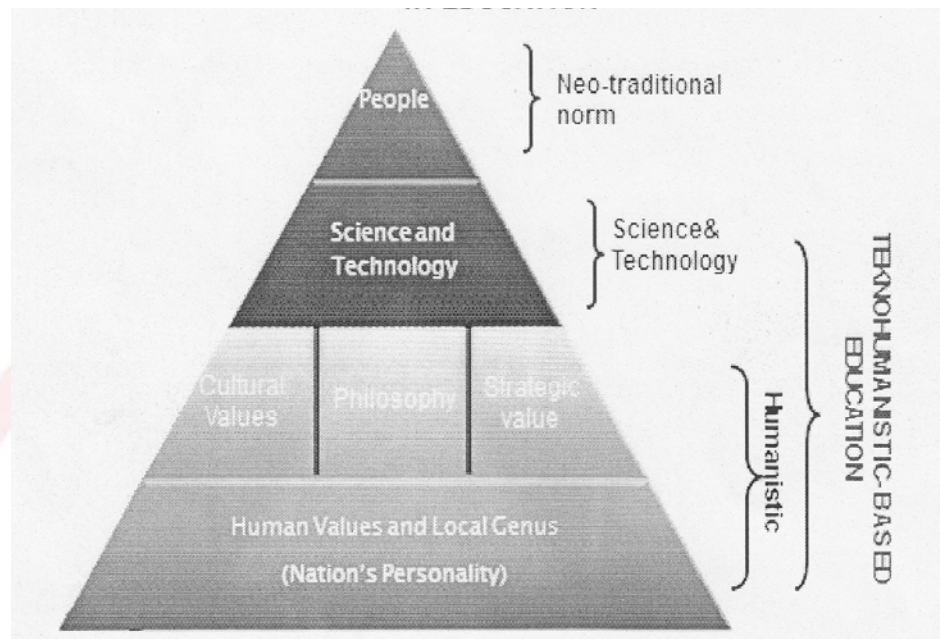 People
Neo-traditional
norm
Science and
Technology
Science&
Technology
Cultural
Values
Philosophy
Strategic
value
Human Values and Local Genus
(Nation's Personality)
Humanistic
TEKNOHUMANISTIC-BASED
EDUCATION